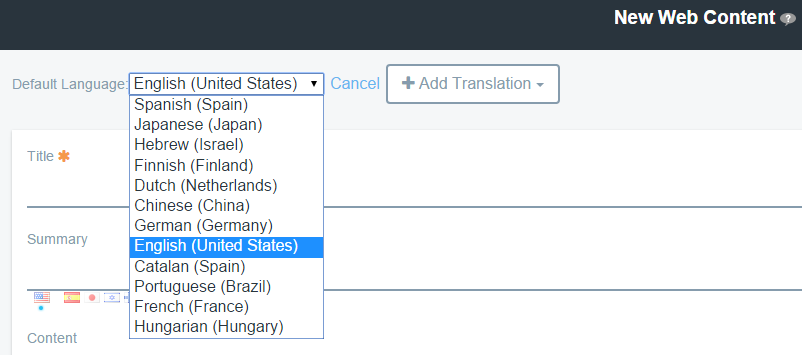 New Web Content ?
Default Language: English (United States) Cancel + Add Translation
Spanish (Spain)
Japanese (Japan)
Hebrew (Israel)
Finnish (Finland)
Dutch (Netherlands)
Chinese (China)
German (Germany)
English (United States)
Catalan (Spain)
Portuguese (Brazil)
French (France)
Hungarian (Hungary)
Title *
Summary
Content